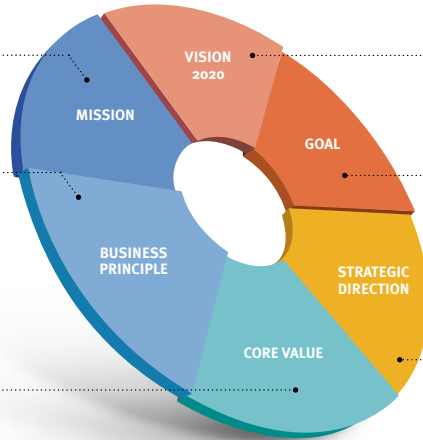 VISION
2020
MISSION
GOAL
BUSINESS
PRINCIPLE
STRATEGIC
DIRECTION
CORE VALUE